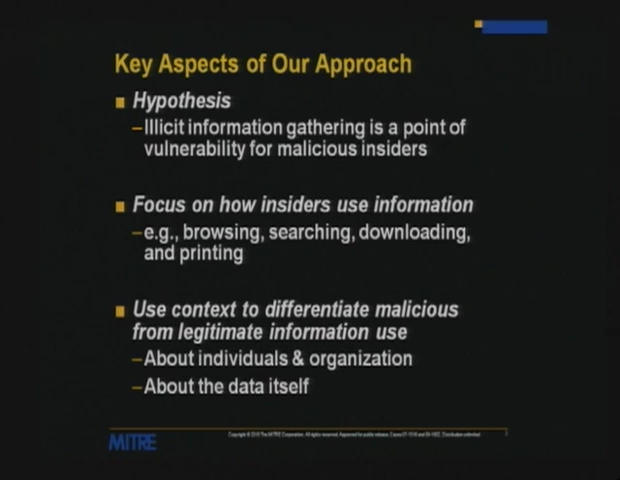 Key Aspects of Our Approach
Hypothesis
–Illicit information gathering is a point of
vulnerability for malicious insiders
Focus on how insiders use information
–e.g., browsing, searching, downloading,
and printing
Use context to differentiate malicious
from legitimate information use
–About individuals & organization
–About the data itself
MITRE